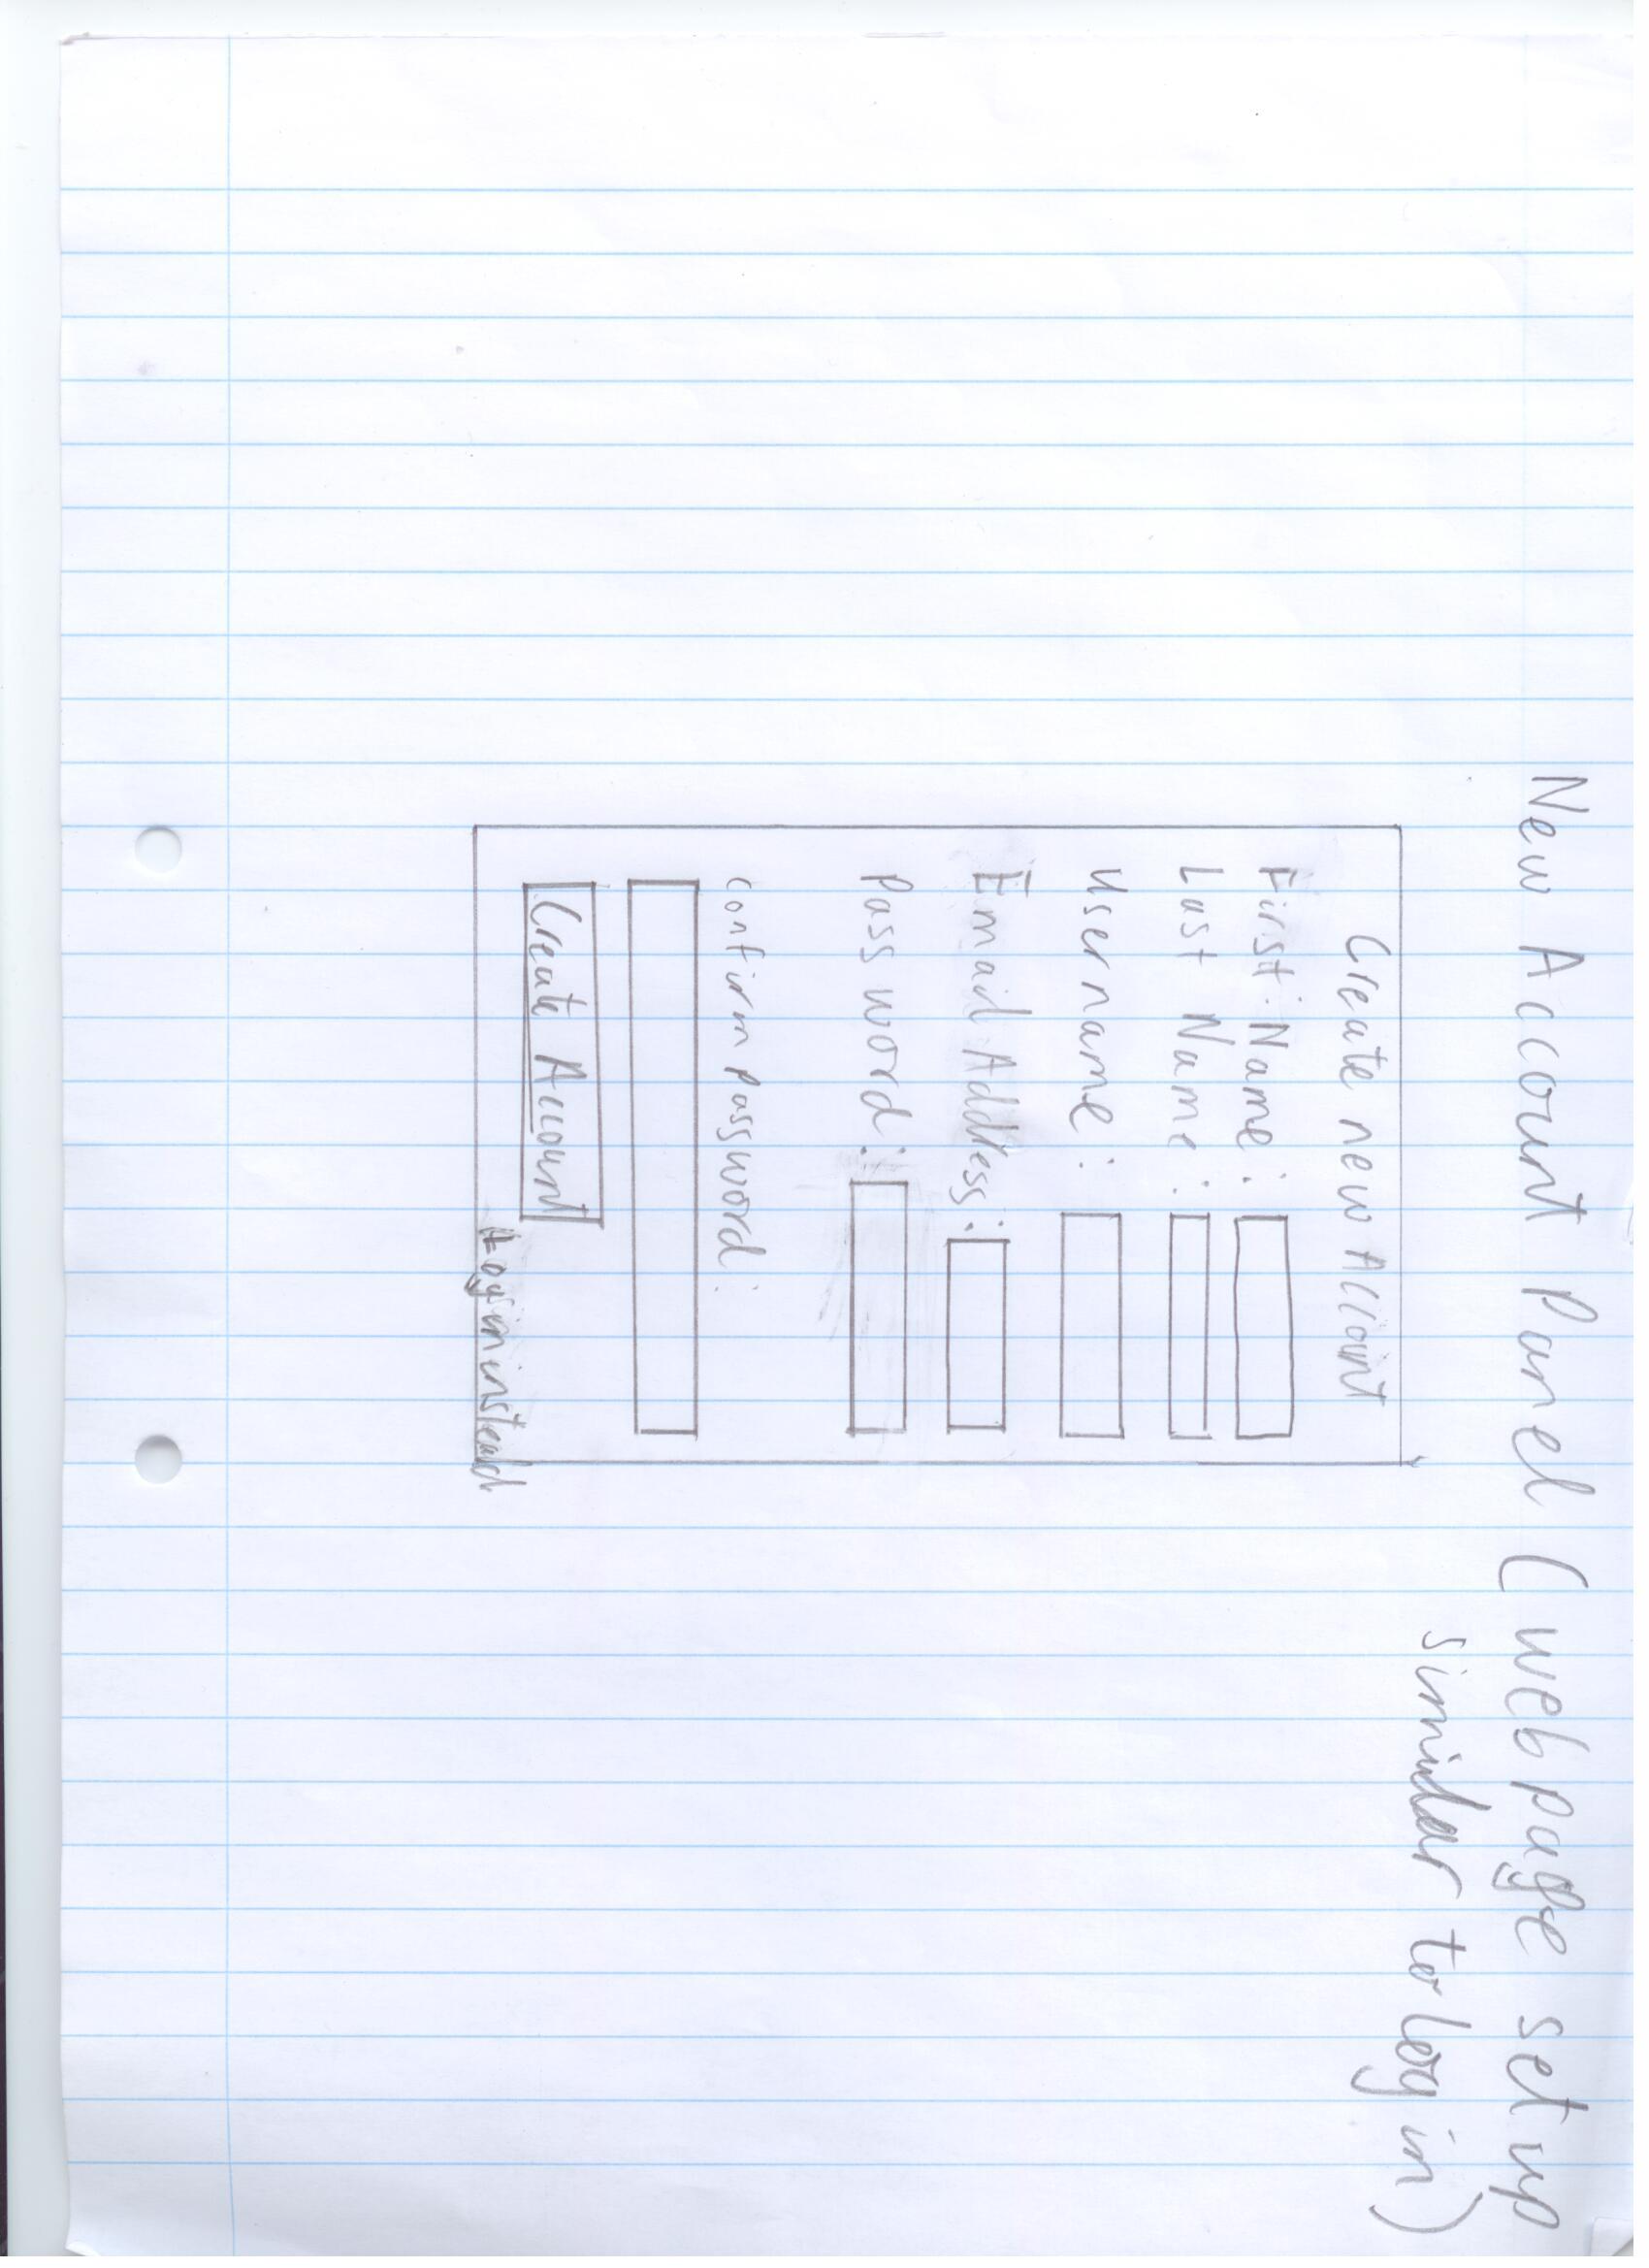 New Account Panel (webpage set up
similar to log in)
Create new Account
First Name:
Last Name:
Username:
Email Address:
Password:
confirm password:
Create Account
Log in instead